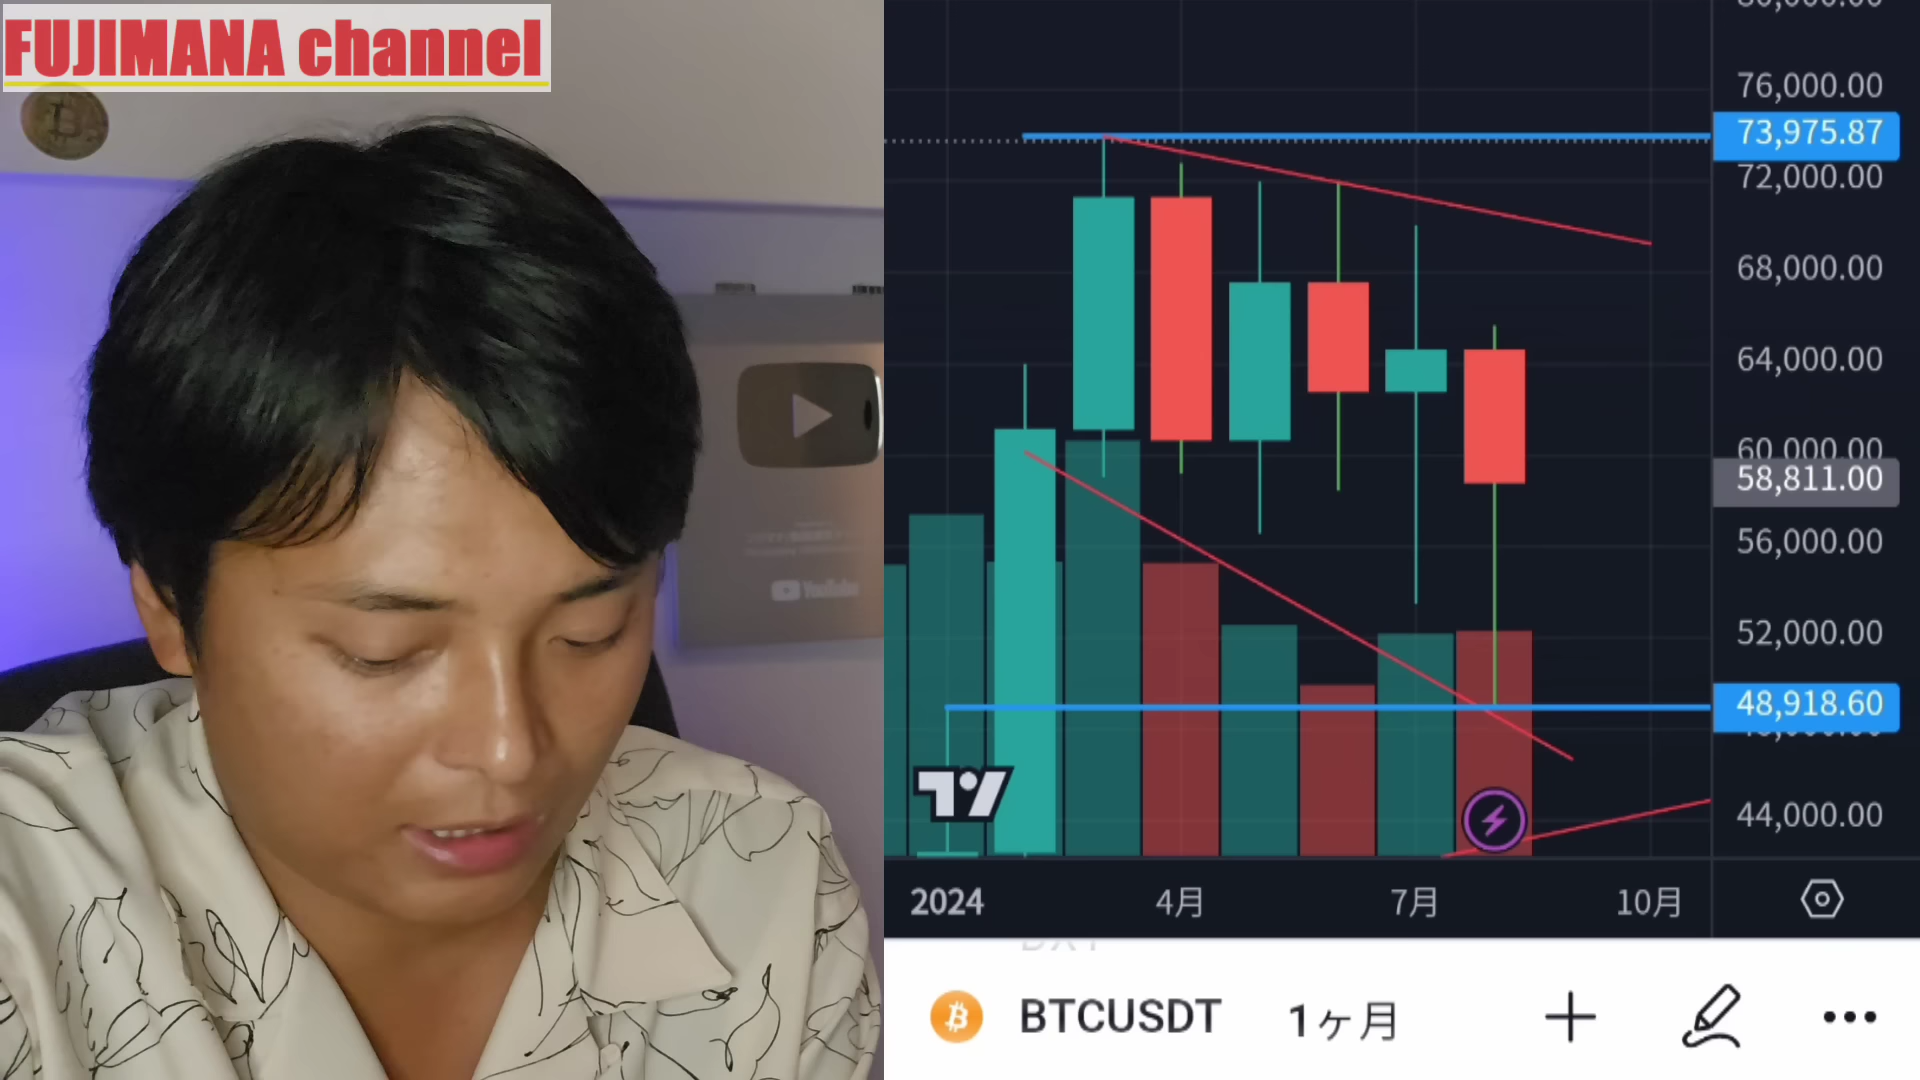 FUJIMANA channel
YouTube
76,000.00
73,975.87
72,000.00
68,000.00
64,000.00
60,000.00
58,811.00
56,000.00
52,000.00
48,918.60
44,000.00
2024
4月
7月
10月
BTCUSDT
1ヶ月